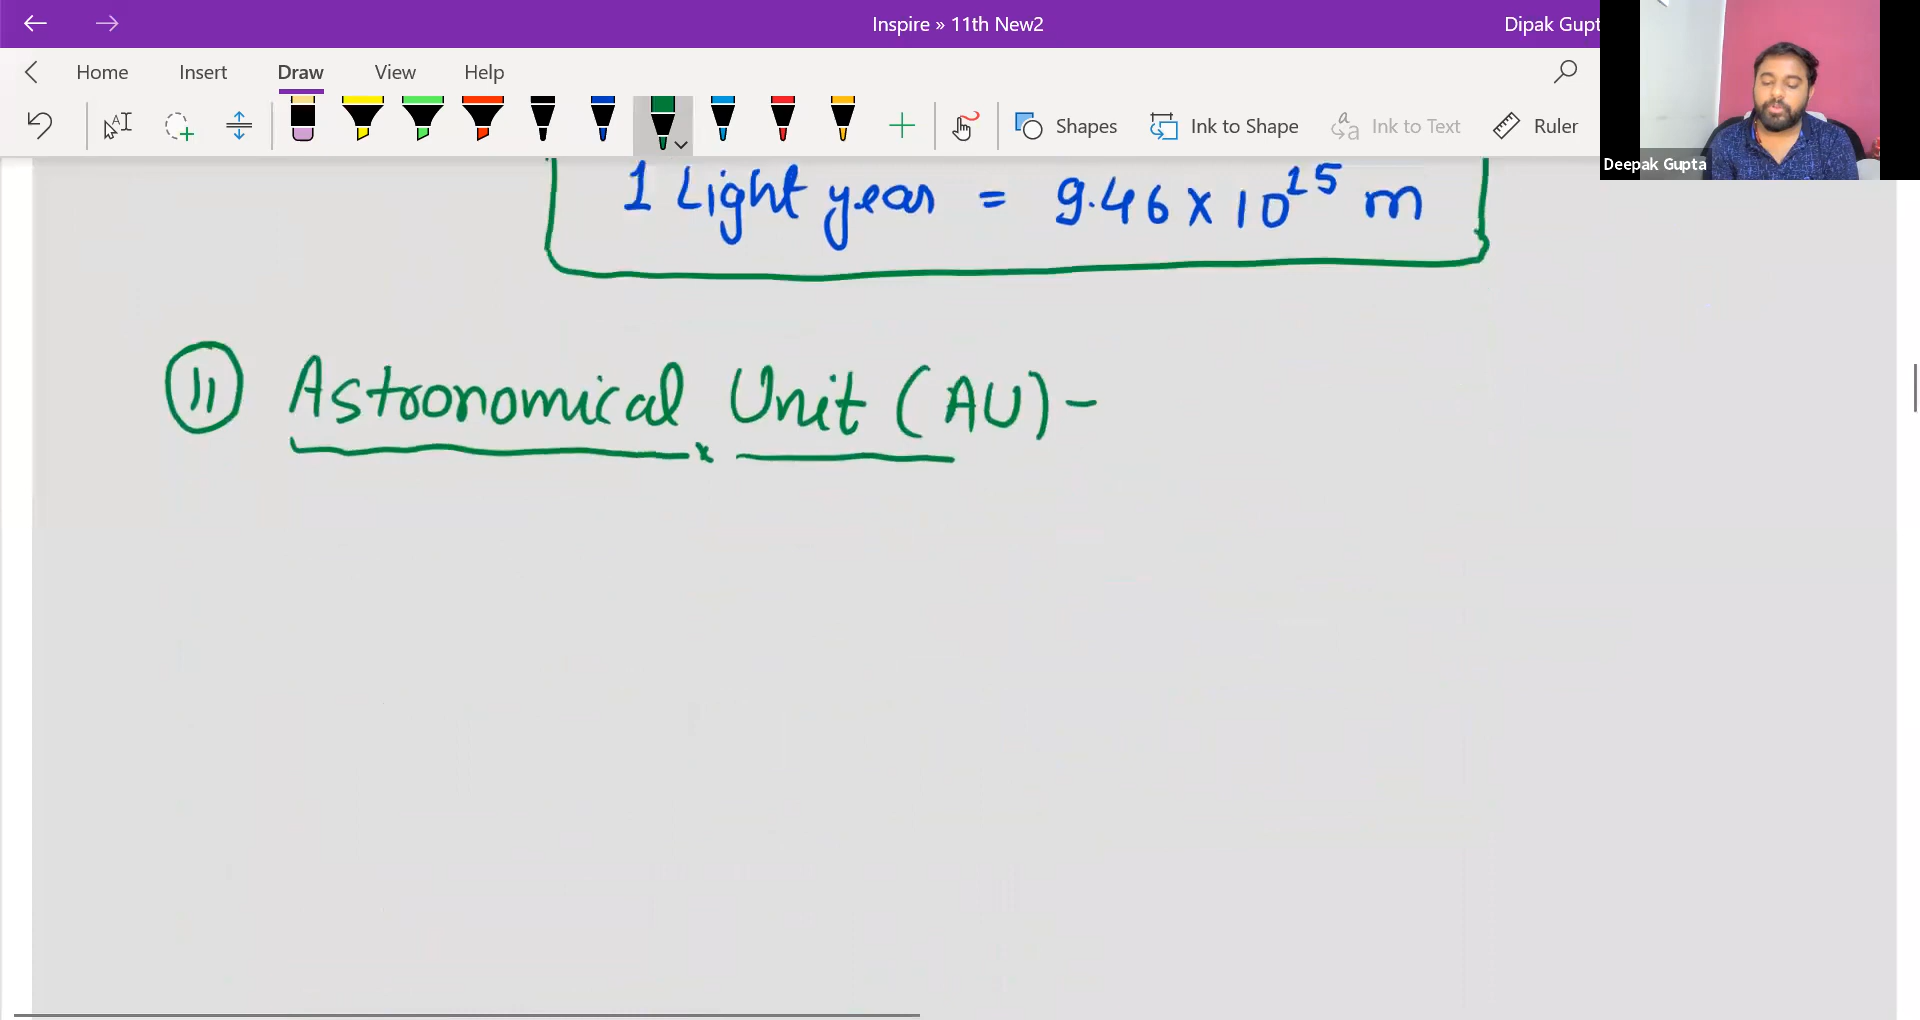 Inspire » 11th New2
Dipak Gupt
Home Insert Draw View Help
Shapes Ink to Shape Ink to Text Ruler
Deepak Gupta
1 Light year = 9.46 x 10^15 m
11 Astronomical Unit (AU) -